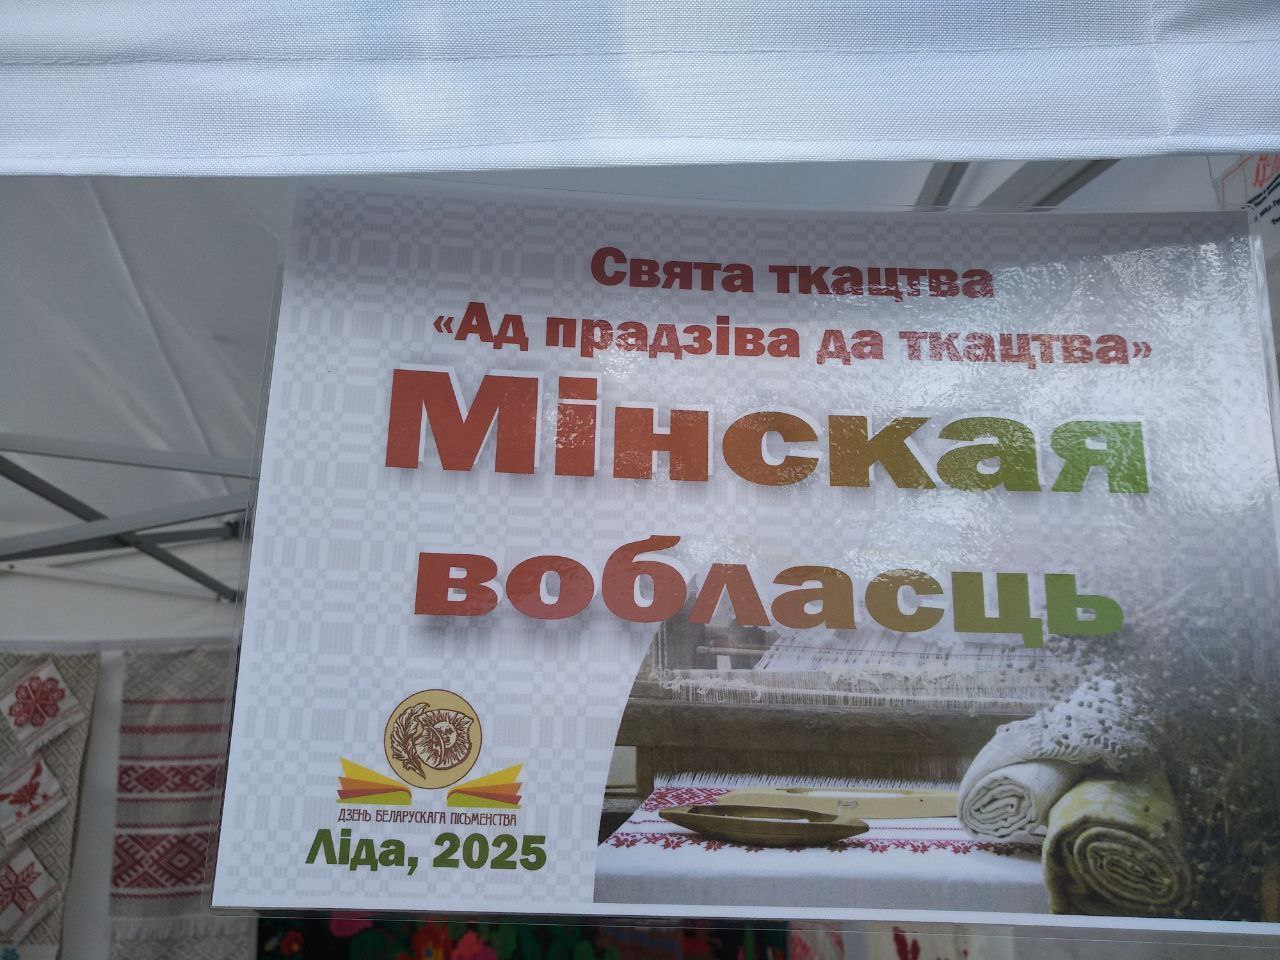 Свята ткацтва
«Ад прадзіва да ткацтва»
Мінская
вобласць
ДЗЕНЬ БЕЛАРУСКАГА ПІСЬМЕНСТВА
Ліда, 2025